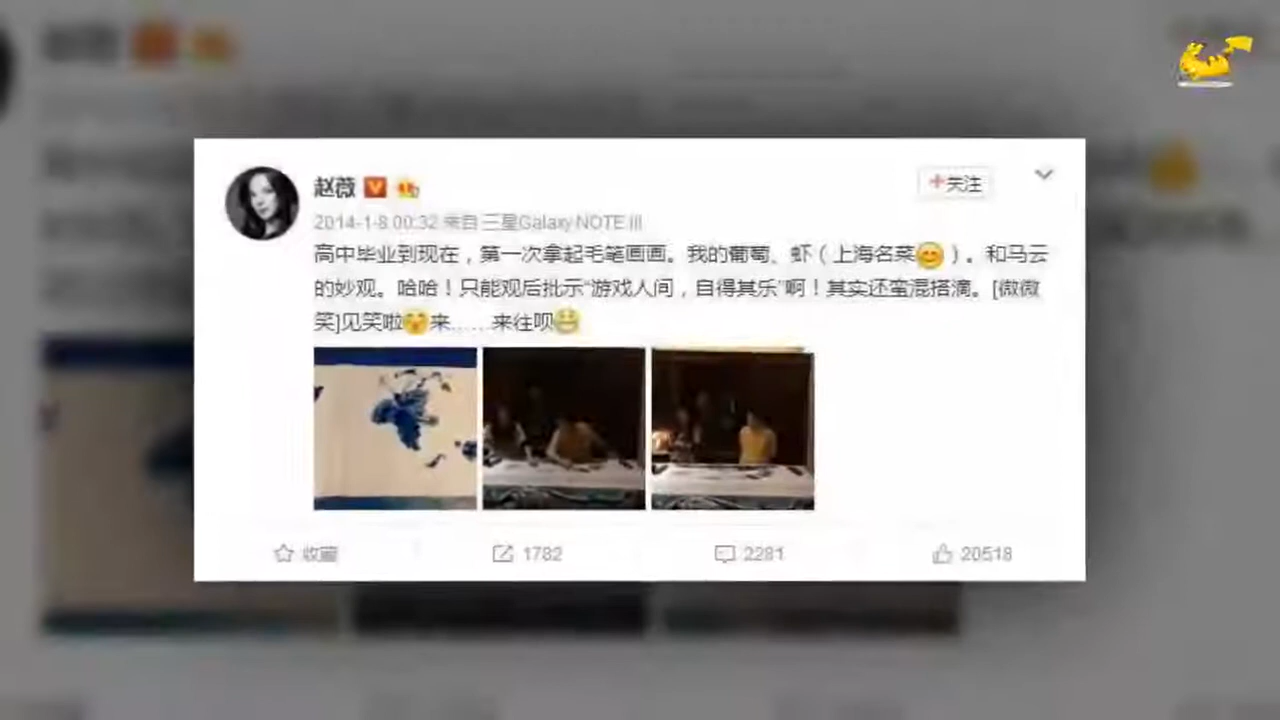 赵薇
+关注
2014-1-8 00:32 来自 三星Galaxy NOTE III
高中毕业到现在，第一次拿起毛笔画画。我的葡萄、虾（上海名菜😊）。和马云
的妙观。哈哈！只能观后批示“游戏人间，自得其乐”啊！其实还蛮混搭滴。[微微
笑]见笑啦😚来……来往呗😄
收藏
1782
2281
20518